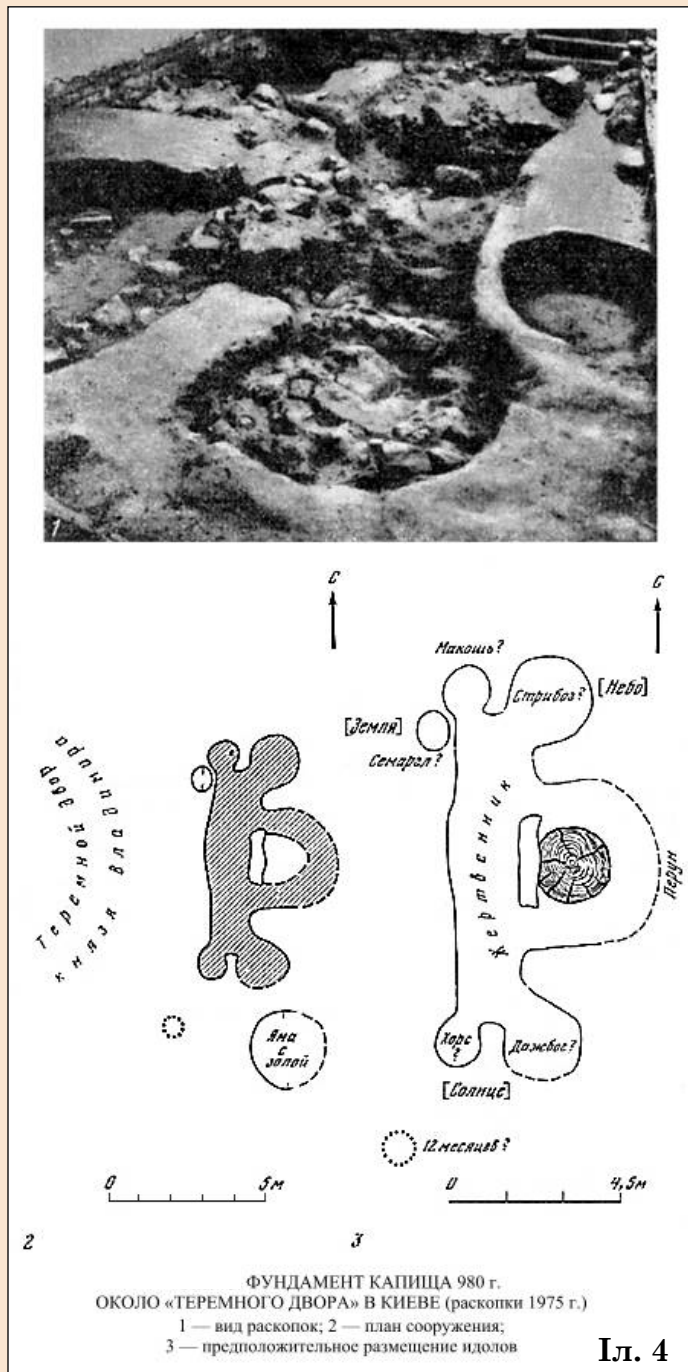 1
С
С
Макошь?
Стрибог?
[Небо]
[Земля]
Семаргл?
Теремной двор
князя Владимира
Жертвенник
Перун
Яма
с
золой
Хорс
?
Дажбог?
[Солнце]
12 месяцев?
0 5м
0 4,5м
2
3
ФУНДАМЕНТ КАПИЩА 980 г.
ОКОЛО «ТЕРЕМНОГО ДВОРА» В КИЕВЕ (раскопки 1975 г.)
1 — вид раскопок; 2 — план сооружения;
3 — предположительное размещение идолов
Іл. 4